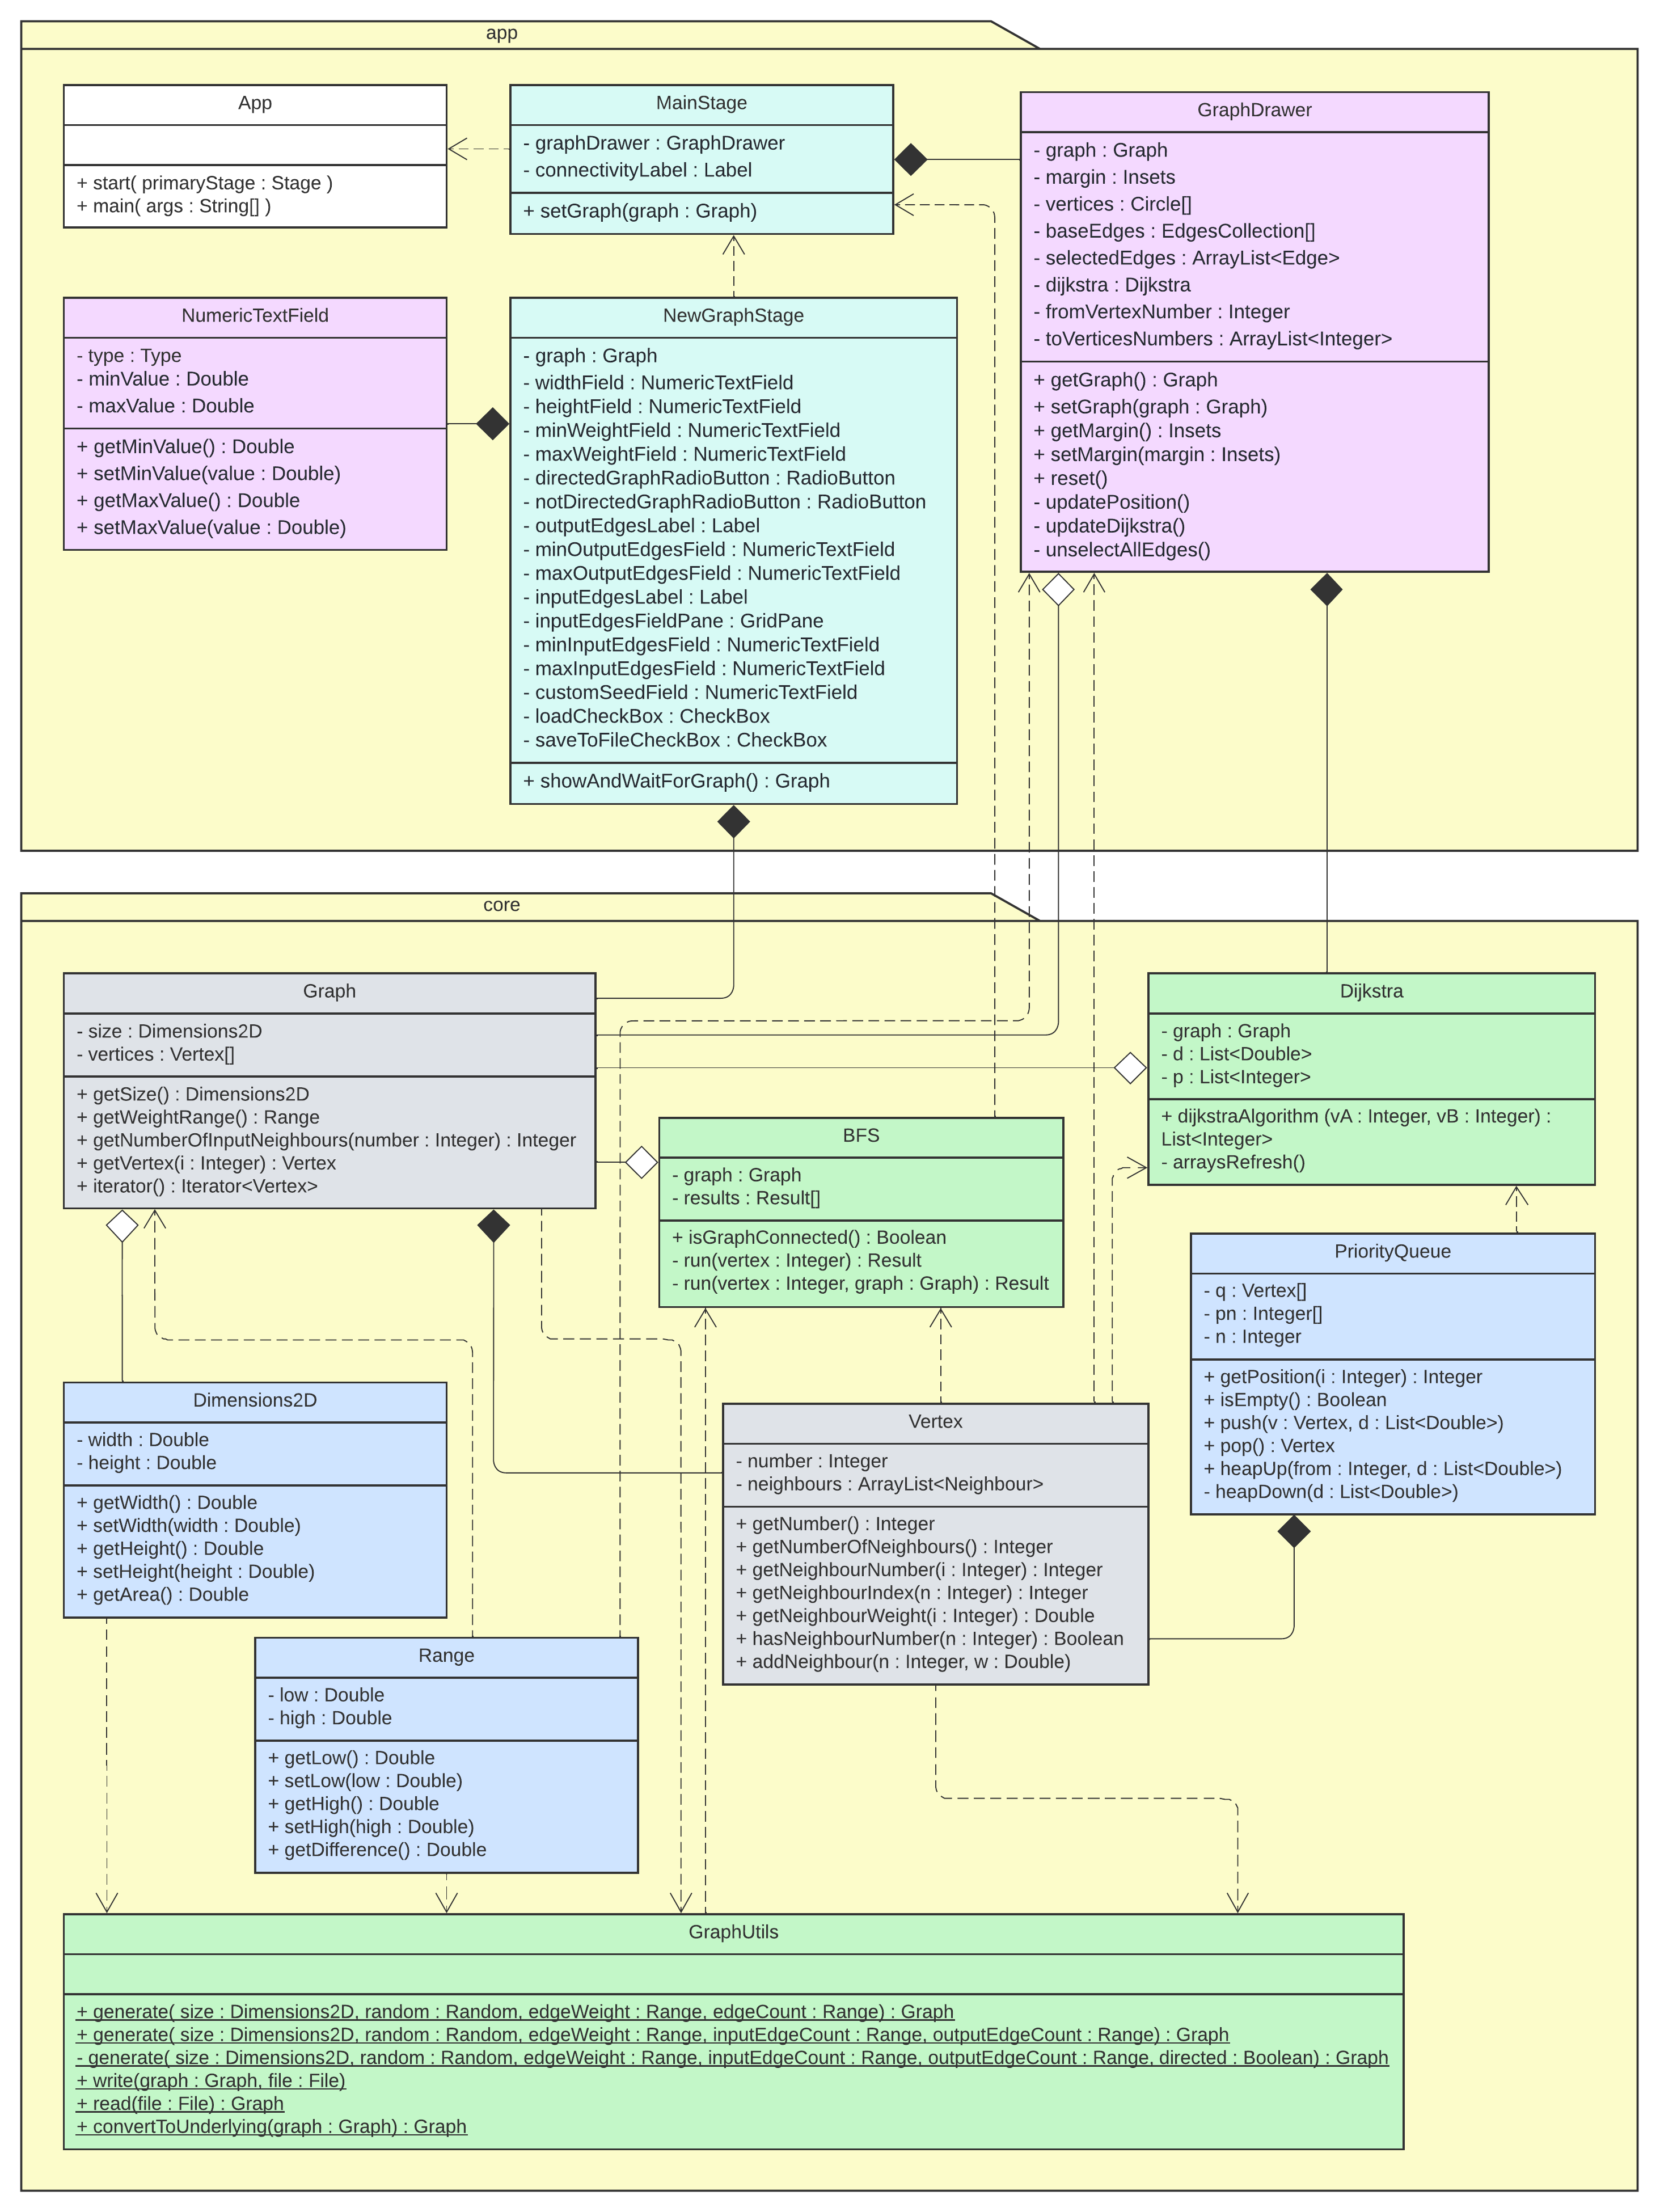 app
App
+ start( primaryStage : Stage )
+ main( args : String[] )
MainStage
- graphDrawer : GraphDrawer
- connectivityLabel : Label
+ setGraph(graph : Graph)
GraphDrawer
- graph : Graph
- margin : Insets
- vertices : Circle[]
- baseEdges : EdgesCollection[]
- selectedEdges : ArrayList<Edge>
- dijkstra : Dijkstra
- fromVertexNumber : Integer
- toVerticesNumbers : ArrayList<Integer>
+ getGraph() : Graph
+ setGraph(graph : Graph)
+ getMargin() : Insets
+ setMargin(margin : Insets)
+ reset()
- updatePosition()
- updateDijkstra()
- unselectAllEdges()
NumericTextField
- type : Type
- minValue : Double
- maxValue : Double
+ getMinValue() : Double
+ setMinValue(value : Double)
+ getMaxValue() : Double
+ setMaxValue(value : Double)
NewGraphStage
- graph : Graph
- widthField : NumericTextField
- heightField : NumericTextField
- minWeightField : NumericTextField
- maxWeightField : NumericTextField
- directedGraphRadioButton : RadioButton
- notDirectedGraphRadioButton : RadioButton
- outputEdgesLabel : Label
- minOutputEdgesField : NumericTextField
- maxOutputEdgesField : NumericTextField
- inputEdgesLabel : Label
- inputEdgesFieldPane : GridPane
- minInputEdgesField : NumericTextField
- maxInputEdgesField : NumericTextField
- customSeedField : NumericTextField
- loadCheckBox : CheckBox
- saveToFileCheckBox : CheckBox
+ showAndWaitForGraph() : Graph
core
Graph
- size : Dimensions2D
- vertices : Vertex[]
+ getSize() : Dimensions2D
+ getWeightRange() : Range
+ getNumberOfInputNeighbours(number : Integer) : Integer
+ getVertex(i : Integer) : Vertex
+ iterator() : Iterator<Vertex>
Dijkstra
- graph : Graph
- d : List<Double>
- p : List<Integer>
+ dijkstraAlgorithm (vA : Integer, vB : Integer) :
List<Integer>
- arraysRefresh()
BFS
- graph : Graph
- results : Result[]
+ isGraphConnected() : Boolean
- run(vertex : Integer) : Result
- run(vertex : Integer, graph : Graph) : Result
PriorityQueue
- q : Vertex[]
- pn : Integer[]
- n : Integer
+ getPosition(i : Integer) : Integer
+ isEmpty() : Boolean
+ push(v : Vertex, d : List<Double>)
+ pop() : Vertex
+ heapUp(from : Integer, d : List<Double>)
- heapDown(d : List<Double>)
Dimensions2D
- width : Double
- height : Double
+ getWidth() : Double
+ setWidth(width : Double)
+ getHeight() : Double
+ setHeight(height : Double)
+ getArea() : Double
Vertex
- number : Integer
- neighbours : ArrayList<Neighbour>
+ getNumber() : Integer
+ getNumberOfNeighbours() : Integer
+ getNeighbourNumber(i : Integer) : Integer
+ getNeighbourIndex(n : Integer) : Integer
+ getNeighbourWeight(i : Integer) : Double
+ hasNeighbourNumber(n : Integer) : Boolean
+ addNeighbour(n : Integer, w : Double)
Range
- low : Double
- high : Double
+ getLow() : Double
+ setLow(low : Double)
+ getHigh() : Double
+ setHigh(high : Double)
+ getDifference() : Double
GraphUtils
+ generate( size : Dimensions2D, random : Random, edgeWeight : Range, edgeCount : Range) : Graph
+ generate( size : Dimensions2D, random : Random, edgeWeight : Range, inputEdgeCount : Range, outputEdgeCount : Range) : Graph
- generate( size : Dimensions2D, random : Random, edgeWeight : Range, inputEdgeCount : Range, outputEdgeCount : Range, directed : Boolean) : Graph
+ write(graph : Graph, file : File)
+ read(file : File) : Graph
+ convertToUnderlying(graph : Graph) : Graph